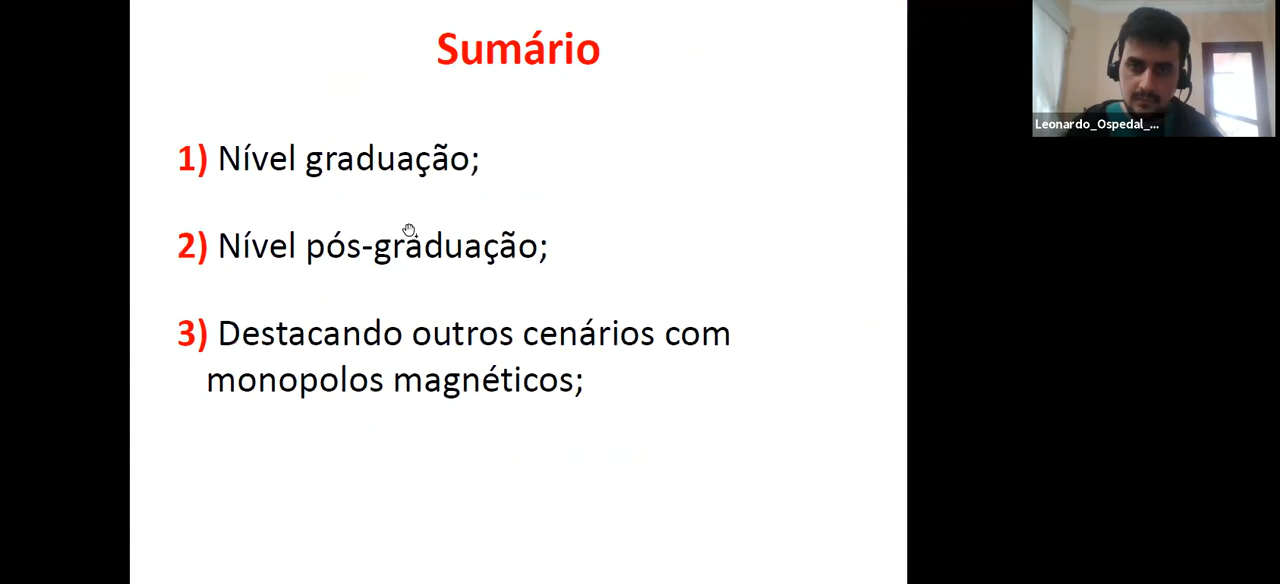 Sumário
1) Nível graduação;
2) Nível pós-graduação;
3) Destacando outros cenários com
monopolos magnéticos;
Leonardo_Ospedal_...